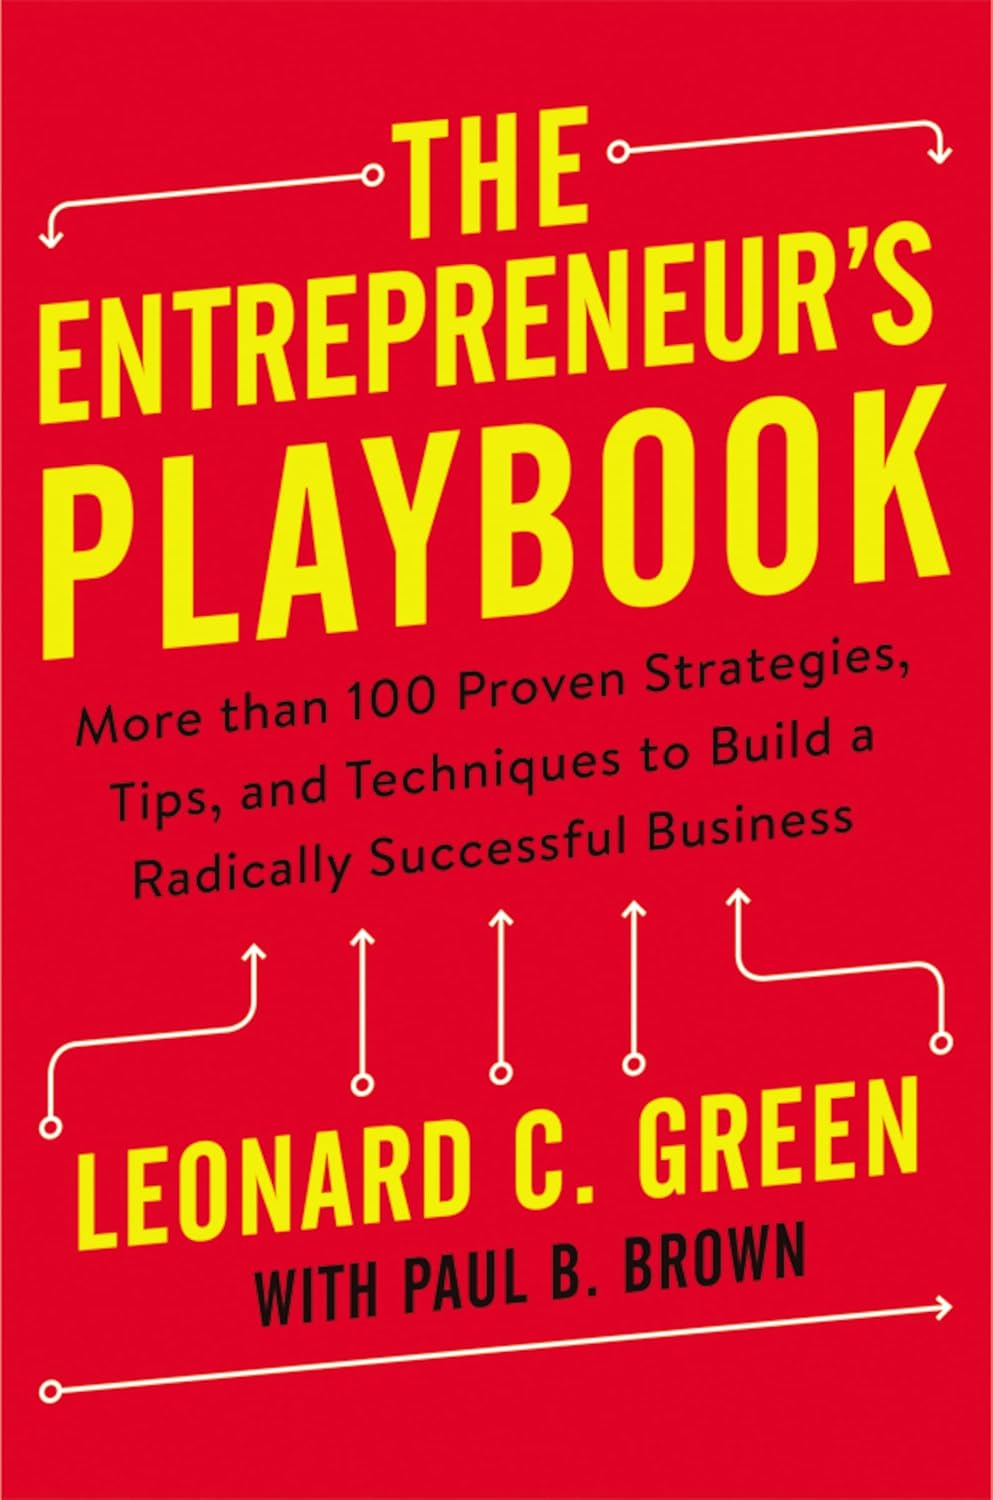 THE
ENTREPRENEUR'S
PLAYBOOK
More than 100 Proven Strategies,
Tips, and Techniques to Build a
Radically Successful Business
LEONARD C. GREEN
WITH PAUL B. BROWN